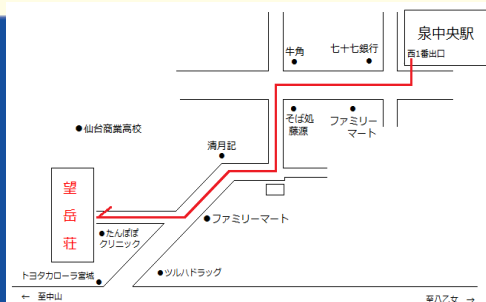 泉中央駅
西1番出口
牛角
七十七銀行
そば処
藤源
ファミリー
マート
仙台商業高校
清月記
望
岳
荘
たんぽぽ
クリニック
ファミリーマート
トヨタカローラ宮城
ツルハドラッグ
← 至中山
至八乙女 →